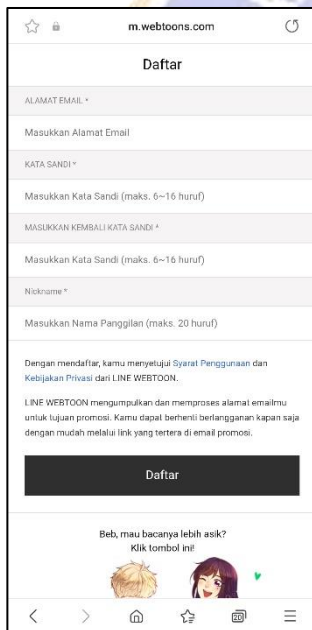 m.webtoons.com
Daftar
ALAMAT EMAIL *
Masukkan Alamat Email
KATA SANDI *
Masukkan Kata Sandi (maks. 6~16 huruf)
MASUKKAN KEMBALI KATA SANDI *
Masukkan Kata Sandi (maks. 6~16 huruf)
Nickname *
Masukkan Nama Panggilan (maks. 20 huruf)
Dengan mendaftar, kamu menyetujui Syarat Penggunaan dan
Kebijakan Privasi dari LINE WEBTOON.
LINE WEBTOON mengumpulkan dan memproses alamat emailmu
untuk tujuan promosi. Kamu dapat berhenti berlangganan kapan saja
dengan mudah melalui link yang tertera di email promosi.
Daftar
Beb, mau bacanya lebih asik?
Klik tombol ini!
20